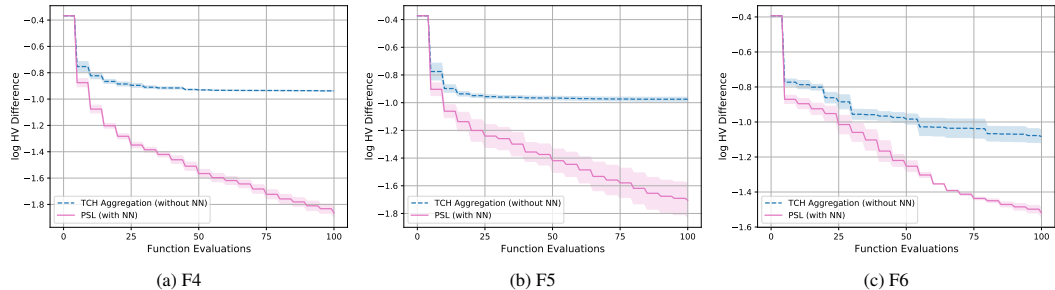 −0.4
−0.6
−0.8
−1.0
−1.2
−1.4
−1.6
−1.8
log HV Difference
TCH Aggregation (without NN)
PSL (with NN)
0 25 50 75 100
Function Evaluations
(a) F4
−0.4
−0.6
−0.8
−1.0
−1.2
−1.4
−1.6
−1.8
log HV Difference
TCH Aggregation (without NN)
PSL (with NN)
0 25 50 75 100
Function Evaluations
(b) F5
−0.4
−0.6
−0.8
−1.0
−1.2
−1.4
−1.6
log HV Difference
TCH Aggregation (without NN)
PSL (with NN)
0 25 50 75 100
Function Evaluations
(c) F6